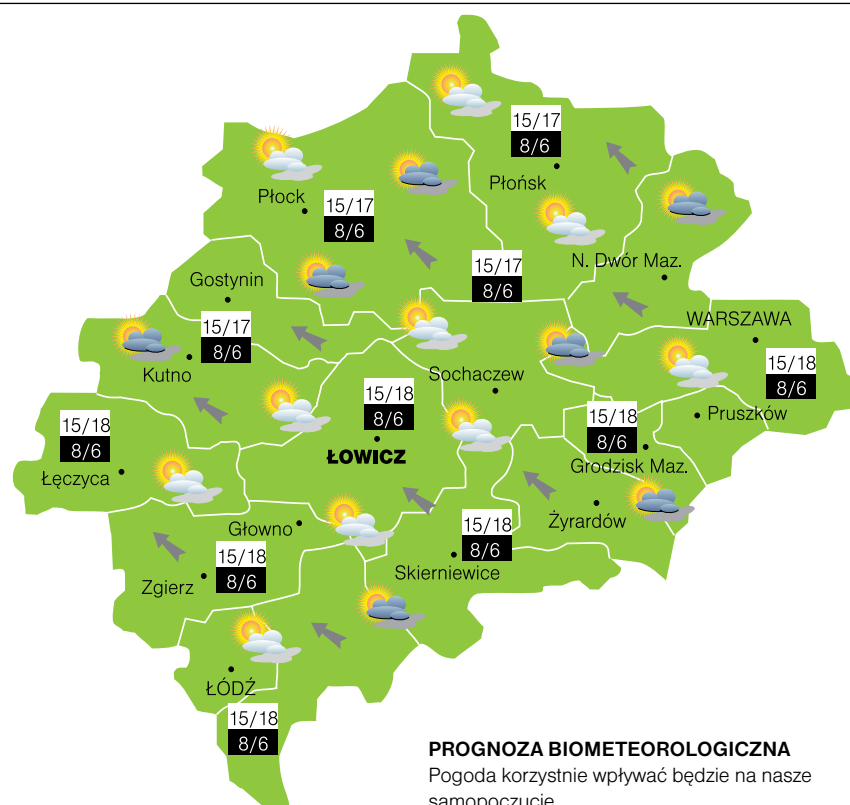 15/17
8/6
Płońsk
Płock
15/17
8/6
15/17
8/6
N. Dwór Maz.
Gostynin
15/17
8/6
Kutno
WARSZAWA
15/18
8/6
Sochaczew
15/18
8/6
ŁOWICZ
15/18
8/6
Pruszków
Grodzisk Maz.
15/18
8/6
Łęczyca
Głowno
15/18
8/6
Żyrardów
Skierniewice
15/18
8/6
Zgierz
ŁÓDŹ
15/18
8/6
PROGNOZA BIOMETEOROLOGICZNA
Pogoda korzystnie wpływać będzie na nasze
samopoczucie